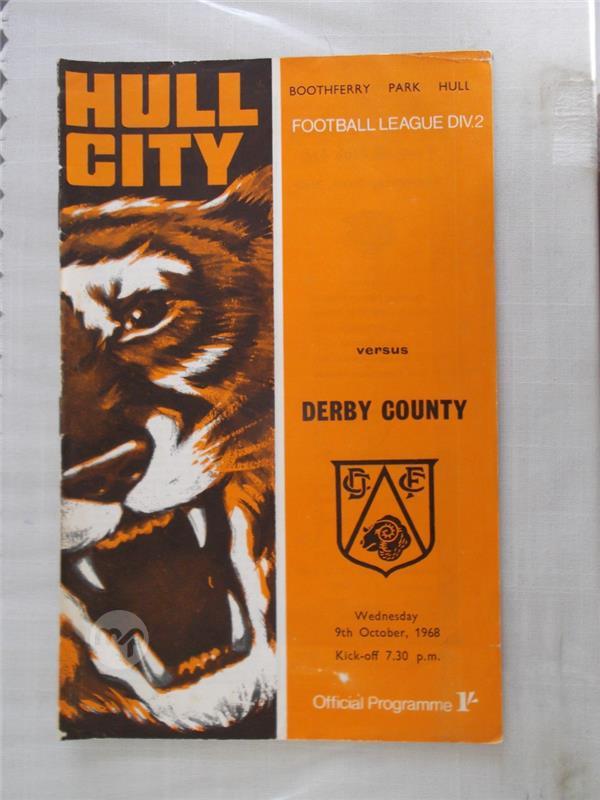 HULL
CITY
BOOTHFERRY PARK HULL
FOOTBALL LEAGUE DIV.2
versus
DERBY COUNTY
Wednesday
9th October, 1968
Kick-off 7.30 p.m.
Official Programme 1/-